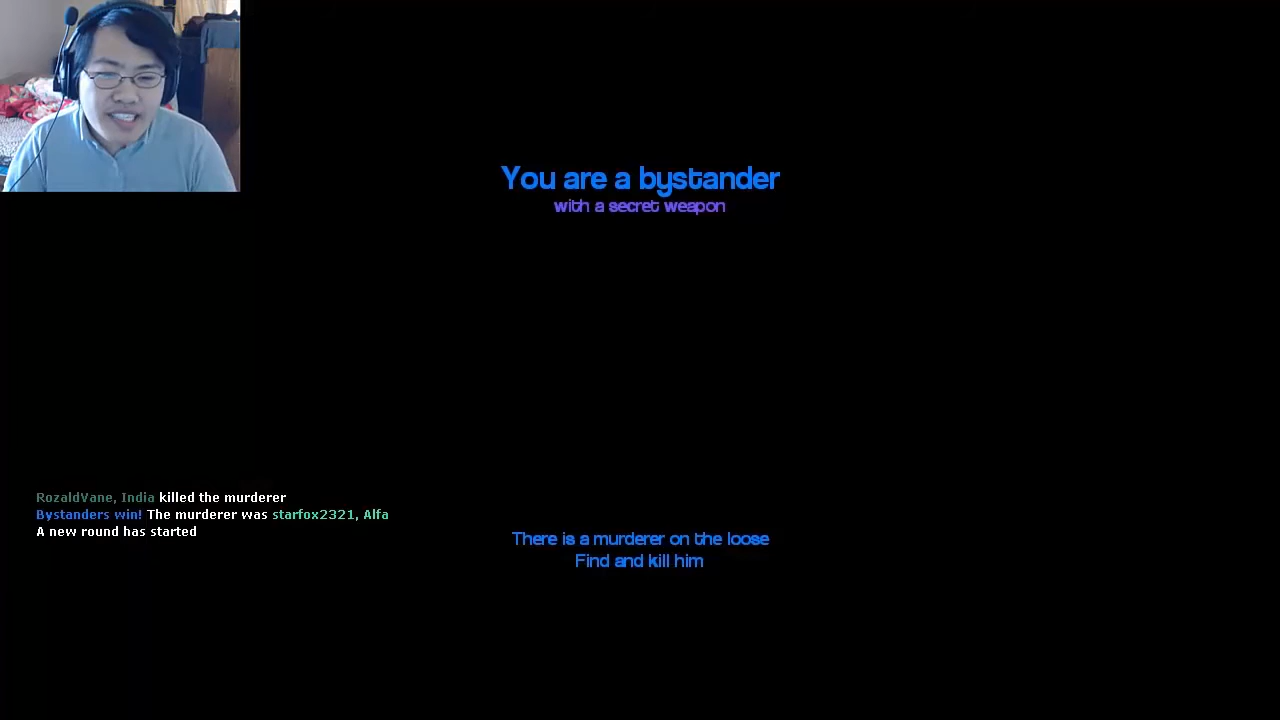 You are a bystander
with a secret weapon
RozaldVane, India killed the murderer
Bystanders win! The murderer was starfox2321, Alfa
A new round has started
There is a murderer on the loose
Find and kill him